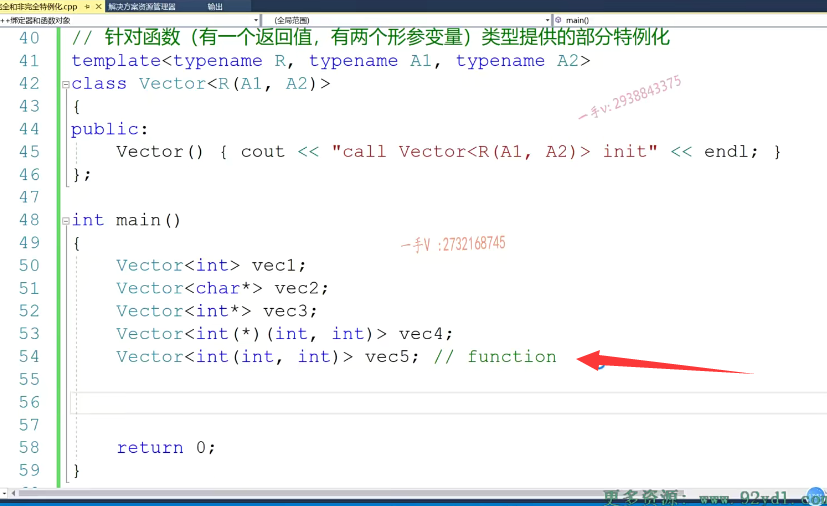 完全和非完全特例化.cpp 解决方案资源管理器 输出
++绑定器和函数对象 (全局范围) main()
40 // 针对函数（有一个返回值，有两个形参变量）类型提供的部分特例化
41 template<typename R, typename A1, typename A2>
42 class Vector<R(A1, A2)>
43 {
44 public:
45 Vector() { cout << "call Vector<R(A1, A2)> init" << endl; }
46 };
47
48 int main()
49 {
50 Vector<int> vec1;
51 Vector<char*> vec2;
52 Vector<int*> vec3;
53 Vector<int(*)(int, int)> vec4;
54 Vector<int(int, int)> vec5; // function
55
56
57
58 return 0;
59 }
一手v:2938843375
一手V :2732168745
更多资源：www.92vdl.co